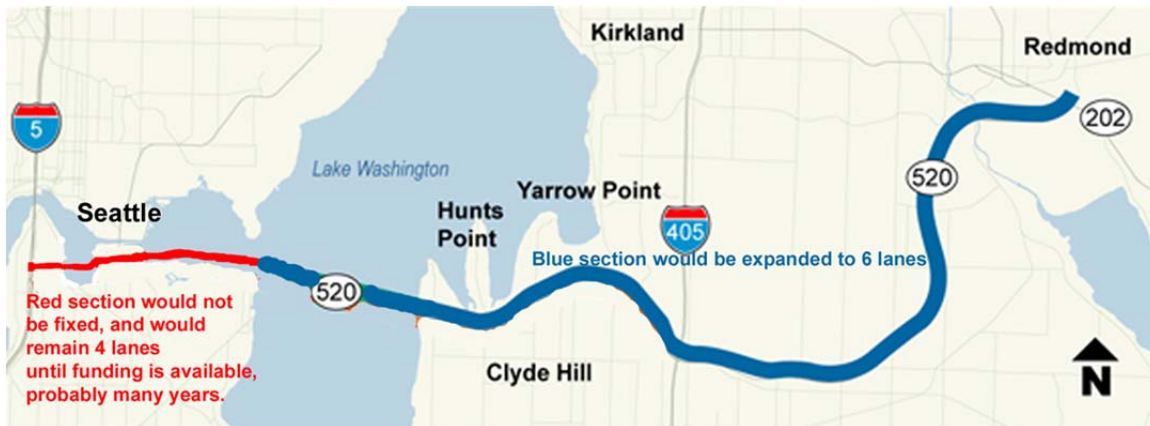 Kirkland
Redmond
5
202
Lake Washington
520
Yarrow Point
Seattle
Hunts
Point
405
Blue section would be expanded to 6 lanes
520
Red section would not
be fixed, and would
remain 4 lanes
until funding is available,
probably many years.
Clyde Hill
N